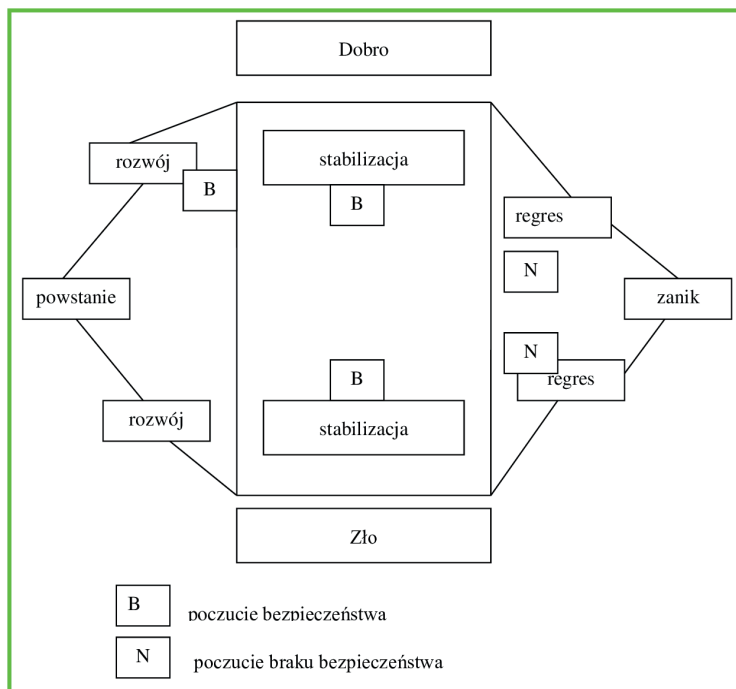 Dobro
rozwój
stabilizacja
B
B
regres
N
powstanie
zanik
N
B
regres
rozwój
stabilizacja
Zło
B poczucie bezpieczeństwa
N poczucie braku bezpieczeństwa